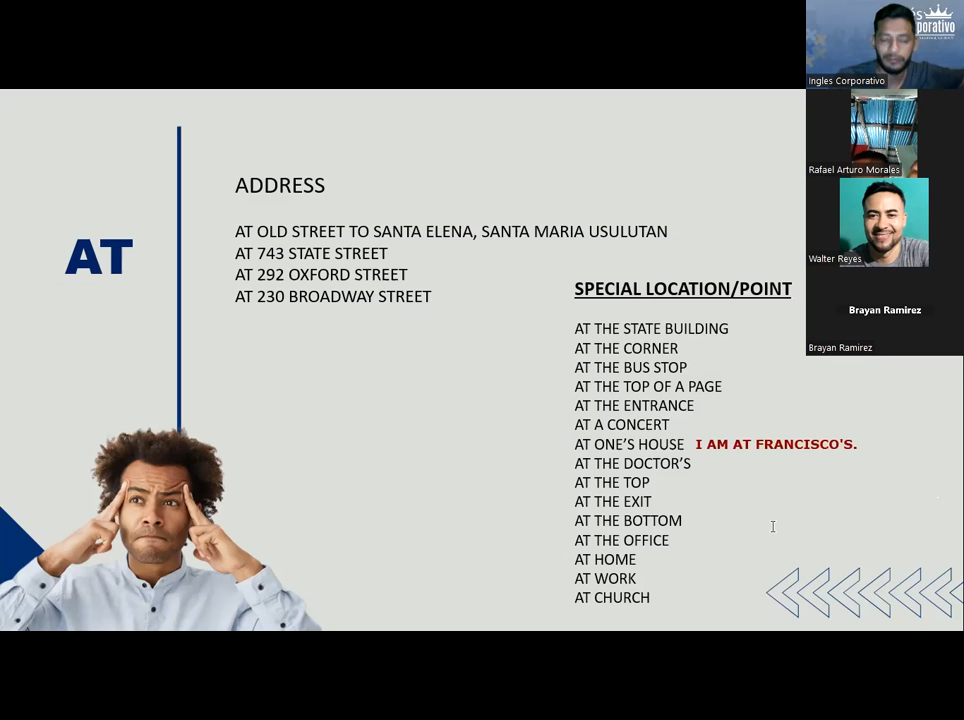 AT
ADDRESS
AT OLD STREET TO SANTA ELENA, SANTA MARIA USULUTAN
AT 743 STATE STREET
AT 292 OXFORD STREET
AT 230 BROADWAY STREET
SPECIAL LOCATION/POINT
AT THE STATE BUILDING
AT THE CORNER
AT THE BUS STOP
AT THE TOP OF A PAGE
AT THE ENTRANCE
AT A CONCERT
AT ONE'S HOUSE I AM AT FRANCISCO'S.
AT THE DOCTOR'S
AT THE TOP
AT THE EXIT
AT THE BOTTOM
AT THE OFFICE
AT HOME
AT WORK
AT CHURCH
Ingles Corporativo
Rafael Arturo Morales
Walter Reyes
Brayan Ramirez
Brayan Ramirez